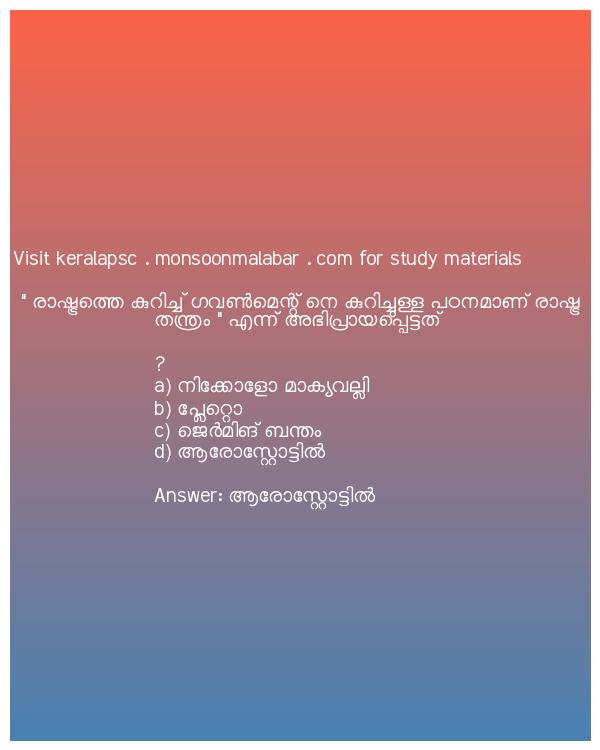 Visit keralapsc . monsoonmalabar . com for study materials
" രാഷ്ട്രത്തെ കുറിച്ച് ഗവൺമെന്റ് നെ കുറിച്ചുള്ള പഠനമാണ് രാഷ്ട്ര
തന്ത്രം " എന്ന് അഭിപ്രായപ്പെട്ടത്
?
a) നിക്കോളോ മാക്യവല്ലി
b) പ്ലേറ്റൊ
c) ജെർമിങ് ബന്തം
d) ആരോസ്റ്റോട്ടിൽ
Answer: ആരോസ്റ്റോട്ടിൽ